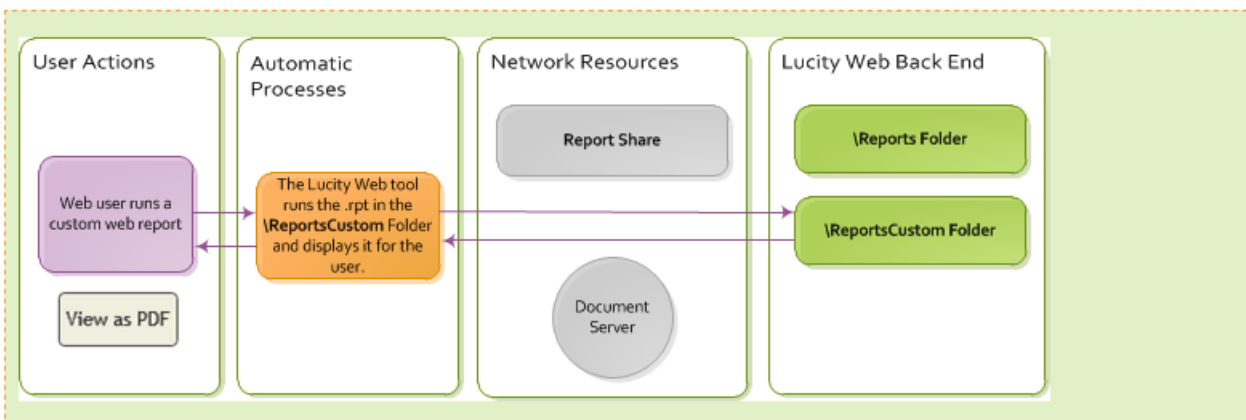 User Actions
Automatic
Processes
Network Resources
Lucity Web Back End
Web user runs a
custom web report
View as PDF
The Lucity Web tool
runs the .rpt in the
\ReportsCustom Folder
and displays it for the
user.
Report Share
Document
Server
\Reports Folder
\ReportsCustom Folder